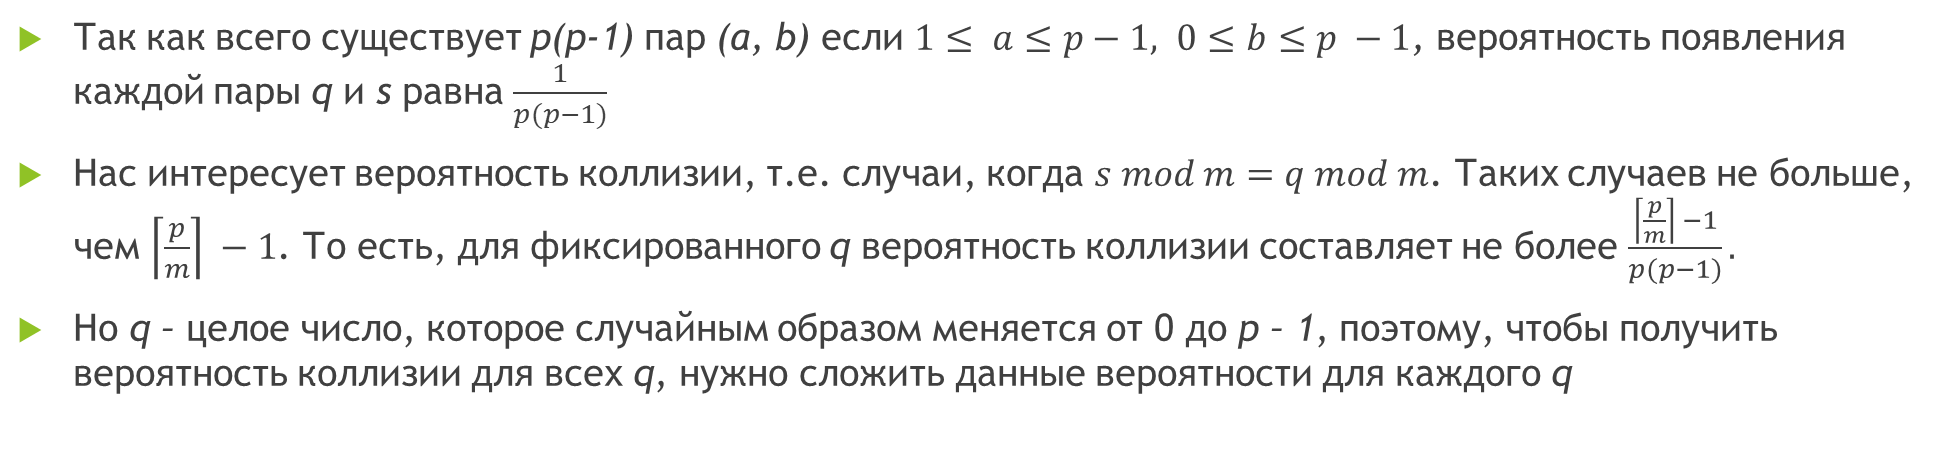 Так как всего существует p(p-1) пар (a, b) если 1 ≤ a ≤ p − 1, 0 ≤ b ≤ p − 1, вероятность появления
каждой пары q и s равна 1/(p(p−1))
Нас интересует вероятность коллизии, т.е. случаи, когда s mod m = q mod m. Таких случаев не больше,
чем ⌈p/m⌉ − 1. То есть, для фиксированного q вероятность коллизии составляет не более (⌈p/m⌉−1)/(p(p−1)).
Но q – целое число, которое случайным образом меняется от 0 до p – 1, поэтому, чтобы получить
вероятность коллизии для всех q, нужно сложить данные вероятности для каждого q